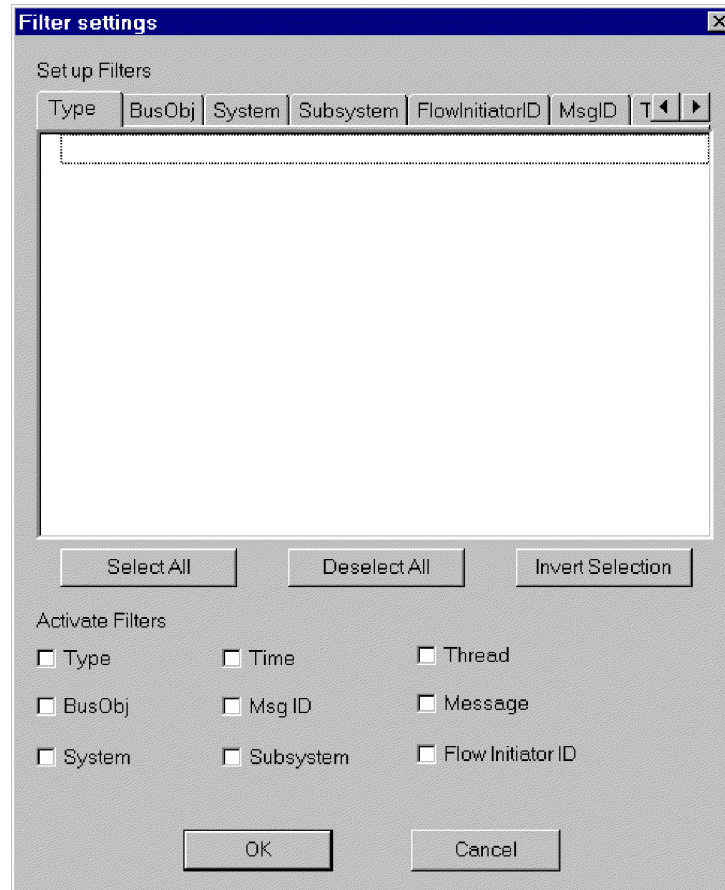 Filter settings
Set up Filters
Type BusObj System Subsystem FlowInitiatorID MsgID T
Select All Deselect All Invert Selection
Activate Filters
Type Time Thread
BusObj Msg ID Message
System Subsystem Flow Initiator ID
OK Cancel